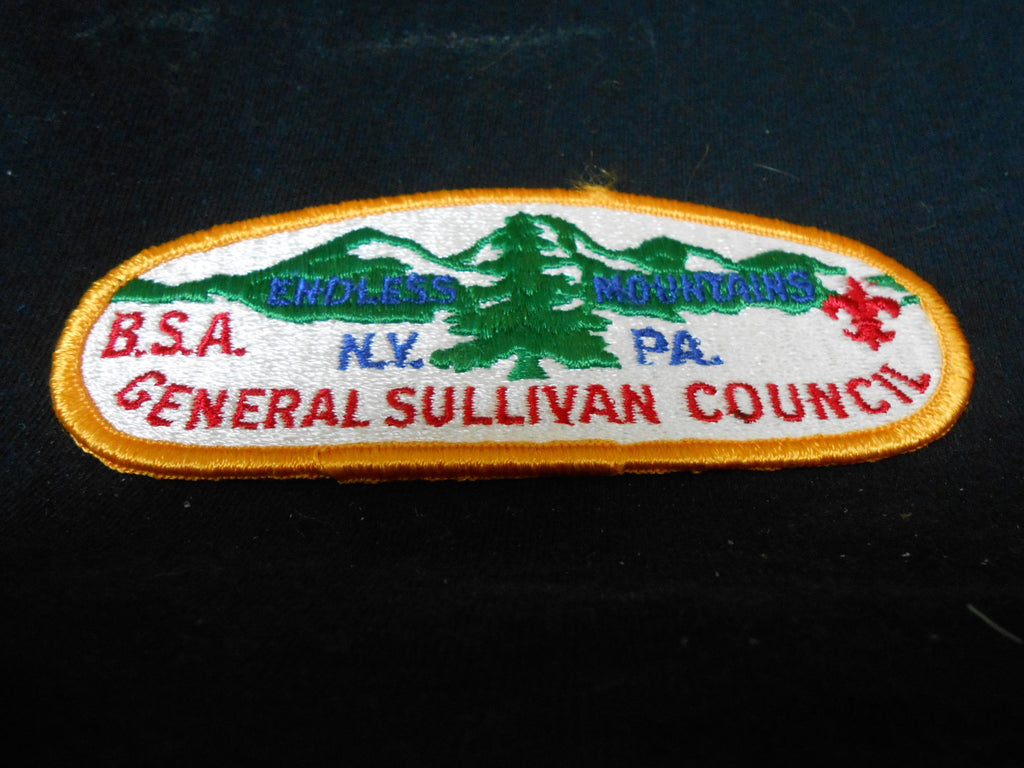 ENDLESS MOUNTAINS
B.S.A. N.Y. PA.
GENERAL SULLIVAN COUNCIL